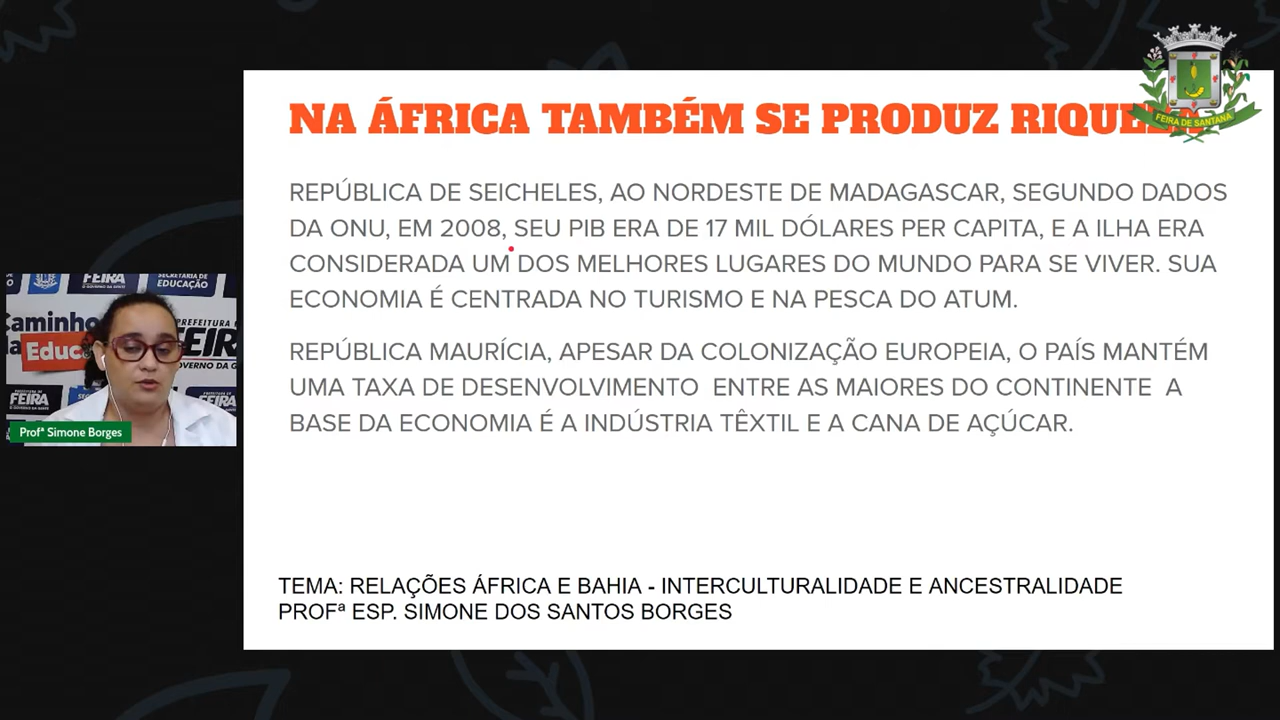 NA ÁFRICA TAMBÉM SE PRODUZ
FEIRA DE SANTANA
REPÚBLICA DE SEICHELES, AO NORDESTE DE MADAGASCAR, SEGUNDO DADOS
DA ONU, EM 2008, SEU PIB ERA DE 17 MIL DÓLARES PER CAPITA, E A ILHA ERA
CONSIDERADA UM DOS MELHORES LUGARES DO MUNDO PARA SE VIVER. SUA
ECONOMIA É CENTRADA NO TURISMO E NA PESCA DO ATUM.
REPÚBLICA MAURÍCIA, APESAR DA COLONIZAÇÃO EUROPEIA, O PAÍS MANTÉM
UMA TAXA DE DESENVOLVIMENTO ENTRE AS MAIORES DO CONTINENTE A
BASE DA ECONOMIA É A INDÚSTRIA TÊXTIL E A CANA DE AÇÚCAR.
FEIRA
SECRETARIA DE
EDUCAÇÃO
PREFEITURA
FEIRA
Profª Simone Borges
TEMA: RELAÇÕES ÁFRICA E BAHIA - INTERCULTURALIDADE E ANCESTRALIDADE
PROFª ESP. SIMONE DOS SANTOS BORGES